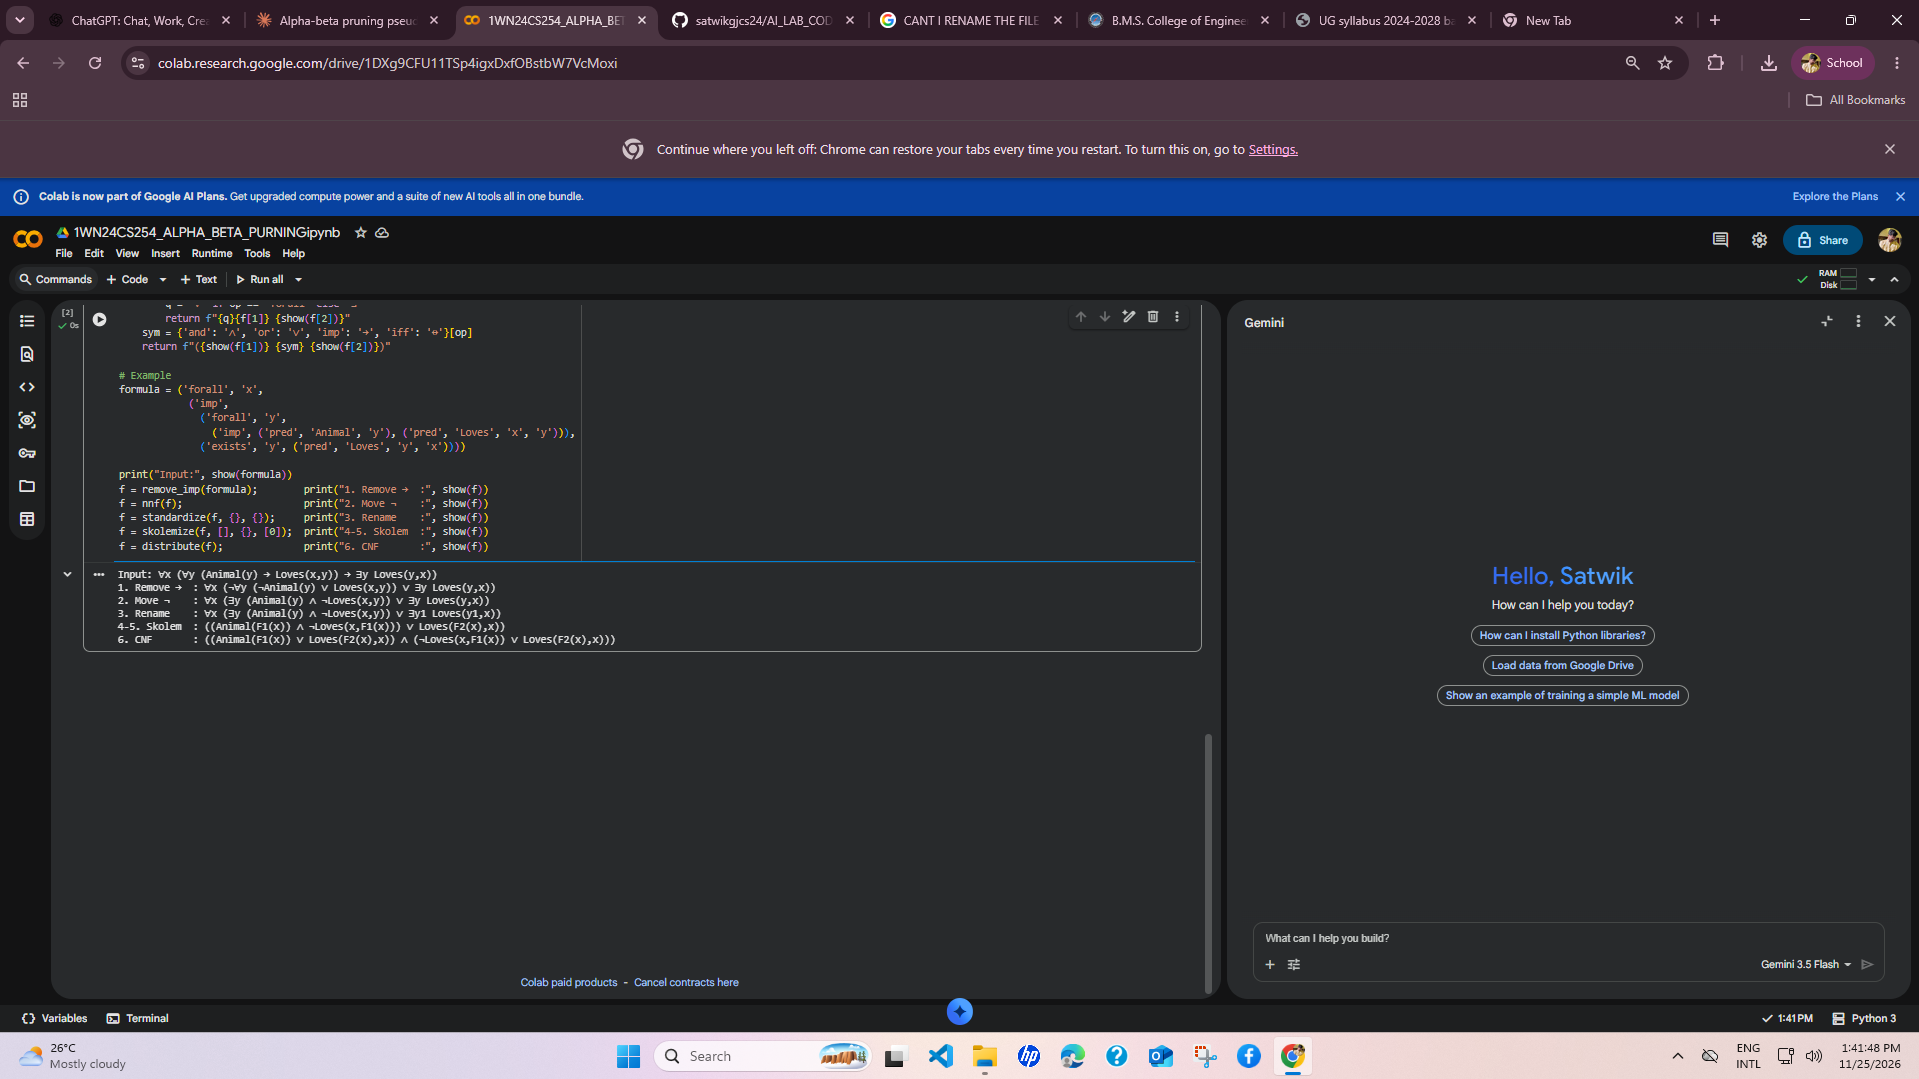 ChatGPT: Chat, Work, Crea
Alpha-beta pruning pseuc
1WN24CS254_ALPHA_BET
satwikgjcs24/AI_LAB_COD
CANT I RENAME THE FILE
B.M.S. College of Engineer
UG syllabus 2024-2028 ba
New Tab
colab.research.google.com/drive/1DXg9CFU11TSp4igxDxfOBstbW7VcMoxi
School
All Bookmarks
Continue where you left off: Chrome can restore your tabs every time you restart. To turn this on, go to Settings.
Colab is now part of Google AI Plans. Get upgraded compute power and a suite of new AI tools all in one bundle.
Explore the Plans
1WN24CS254_ALPHA_BETA_PURNINGipynb
File Edit View Insert Runtime Tools Help
Share
Commands + Code + Text Run all
RAM
Disk
[2]
0s
return f"{q}{f[1]} {show(f[2])}"
sym = {'and': '∧', 'or': '∨', 'imp': '→', 'iff': '↔'}[op]
return f"({show(f[1])} {sym} {show(f[2])})"
# Example
formula = ('forall', 'x',
('imp',
('forall', 'y',
('imp', ('pred', 'Animal', 'y'), ('pred', 'Loves', 'x', 'y'))),
('exists', 'y', ('pred', 'Loves', 'y', 'x'))))
print("Input:", show(formula))
f = remove_imp(formula); print("1. Remove → :", show(f))
f = nnf(f); print("2. Move ¬ :", show(f))
f = standardize(f, {}, {}); print("3. Rename :", show(f))
f = skolemize(f, [], {}, [0]); print("4-5. Skolem :", show(f))
f = distribute(f); print("6. CNF :", show(f))
Input: ∀x (∀y (Animal(y) → Loves(x,y)) → ∃y Loves(y,x))
1. Remove → : ∀x (¬∀y (¬Animal(y) ∨ Loves(x,y)) ∨ ∃y Loves(y,x))
2. Move ¬ : ∀x (∃y (Animal(y) ∧ ¬Loves(x,y)) ∨ ∃y Loves(y,x))
3. Rename : ∀x (∃y (Animal(y) ∧ ¬Loves(x,y)) ∨ ∃y1 Loves(y1,x))
4-5. Skolem : ((Animal(F1(x)) ∧ ¬Loves(x,F1(x))) ∨ Loves(F2(x),x))
6. CNF : ((Animal(F1(x)) ∨ Loves(F2(x),x)) ∧ (¬Loves(x,F1(x)) ∨ Loves(F2(x),x)))
Colab paid products - Cancel contracts here
Gemini
Hello, Satwik
How can I help you today?
How can I install Python libraries?
Load data from Google Drive
Show an example of training a simple ML model
What can I help you build?
Gemini 3.5 Flash
Variables
Terminal
1:41 PM
Python 3
26°C
Mostly cloudy
Search
ENG
INTL
1:41:48 PM
11/25/2026